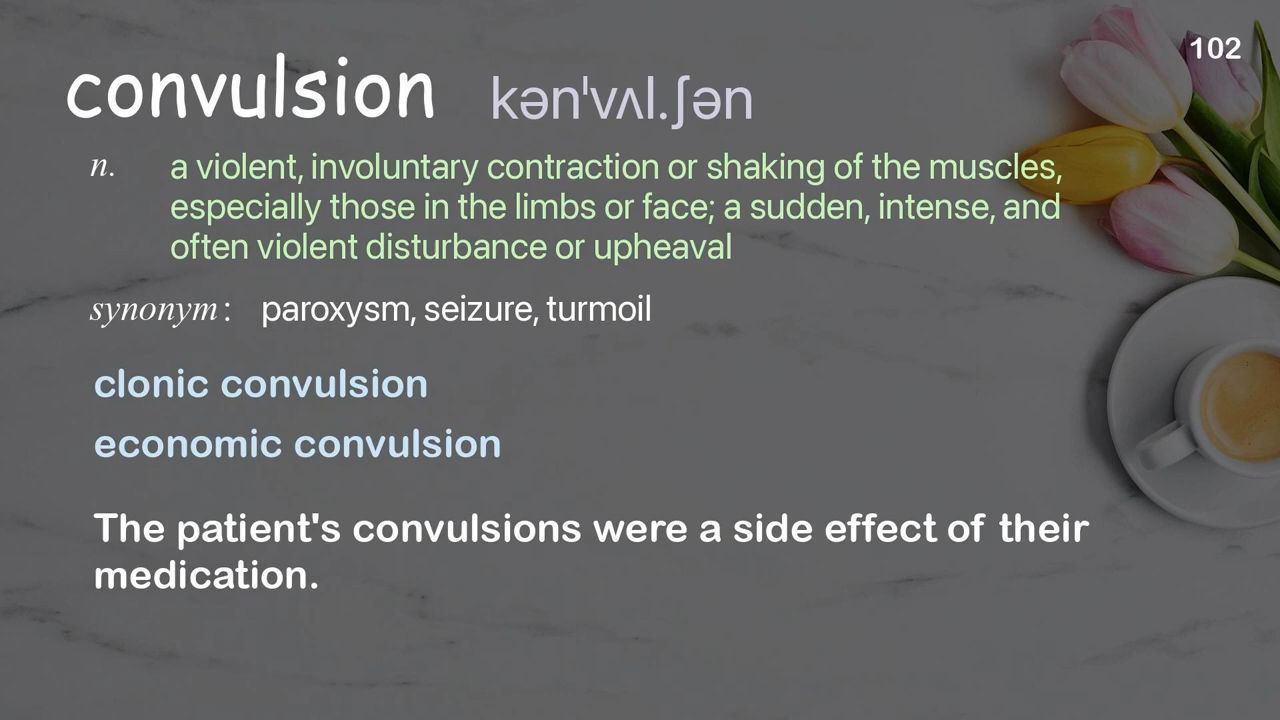 102
convulsion kən'vʌl.ʃən
n. a violent, involuntary contraction or shaking of the muscles,
especially those in the limbs or face; a sudden, intense, and
often violent disturbance or upheaval
synonym: paroxysm, seizure, turmoil
clonic convulsion
economic convulsion
The patient's convulsions were a side effect of their
medication.